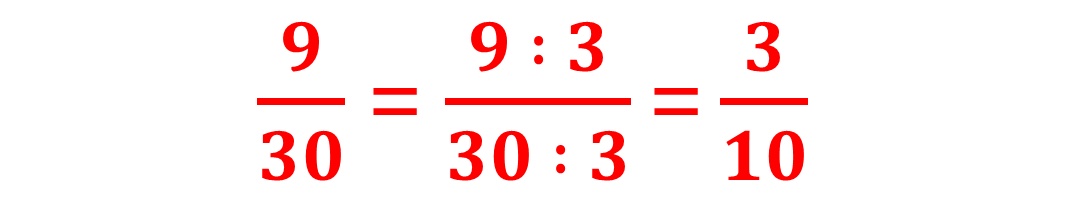 9/30 = 9 : 3/30 : 3 = 3/10